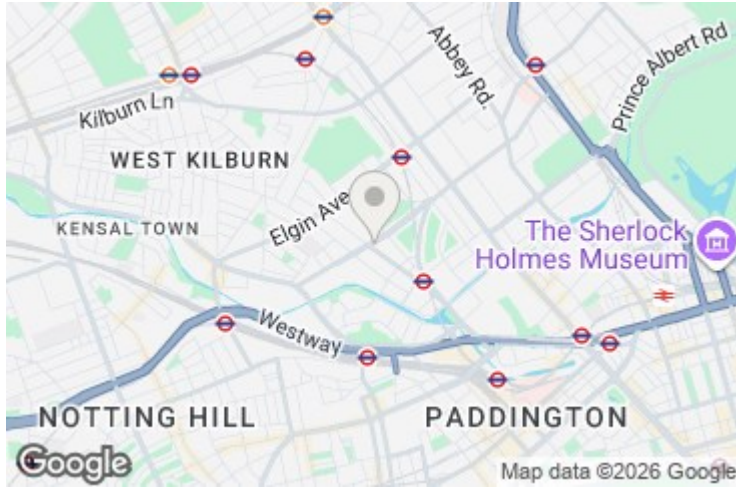 Abbey Rd.
Prince Albert Rd
Kilburn Ln
WEST KILBURN
Elgin Ave
KENSAL TOWN
The Sherlock
Holmes Museum
Westway
NOTTING HILL
PADDINGTON
Google
Map data ©2026 Google